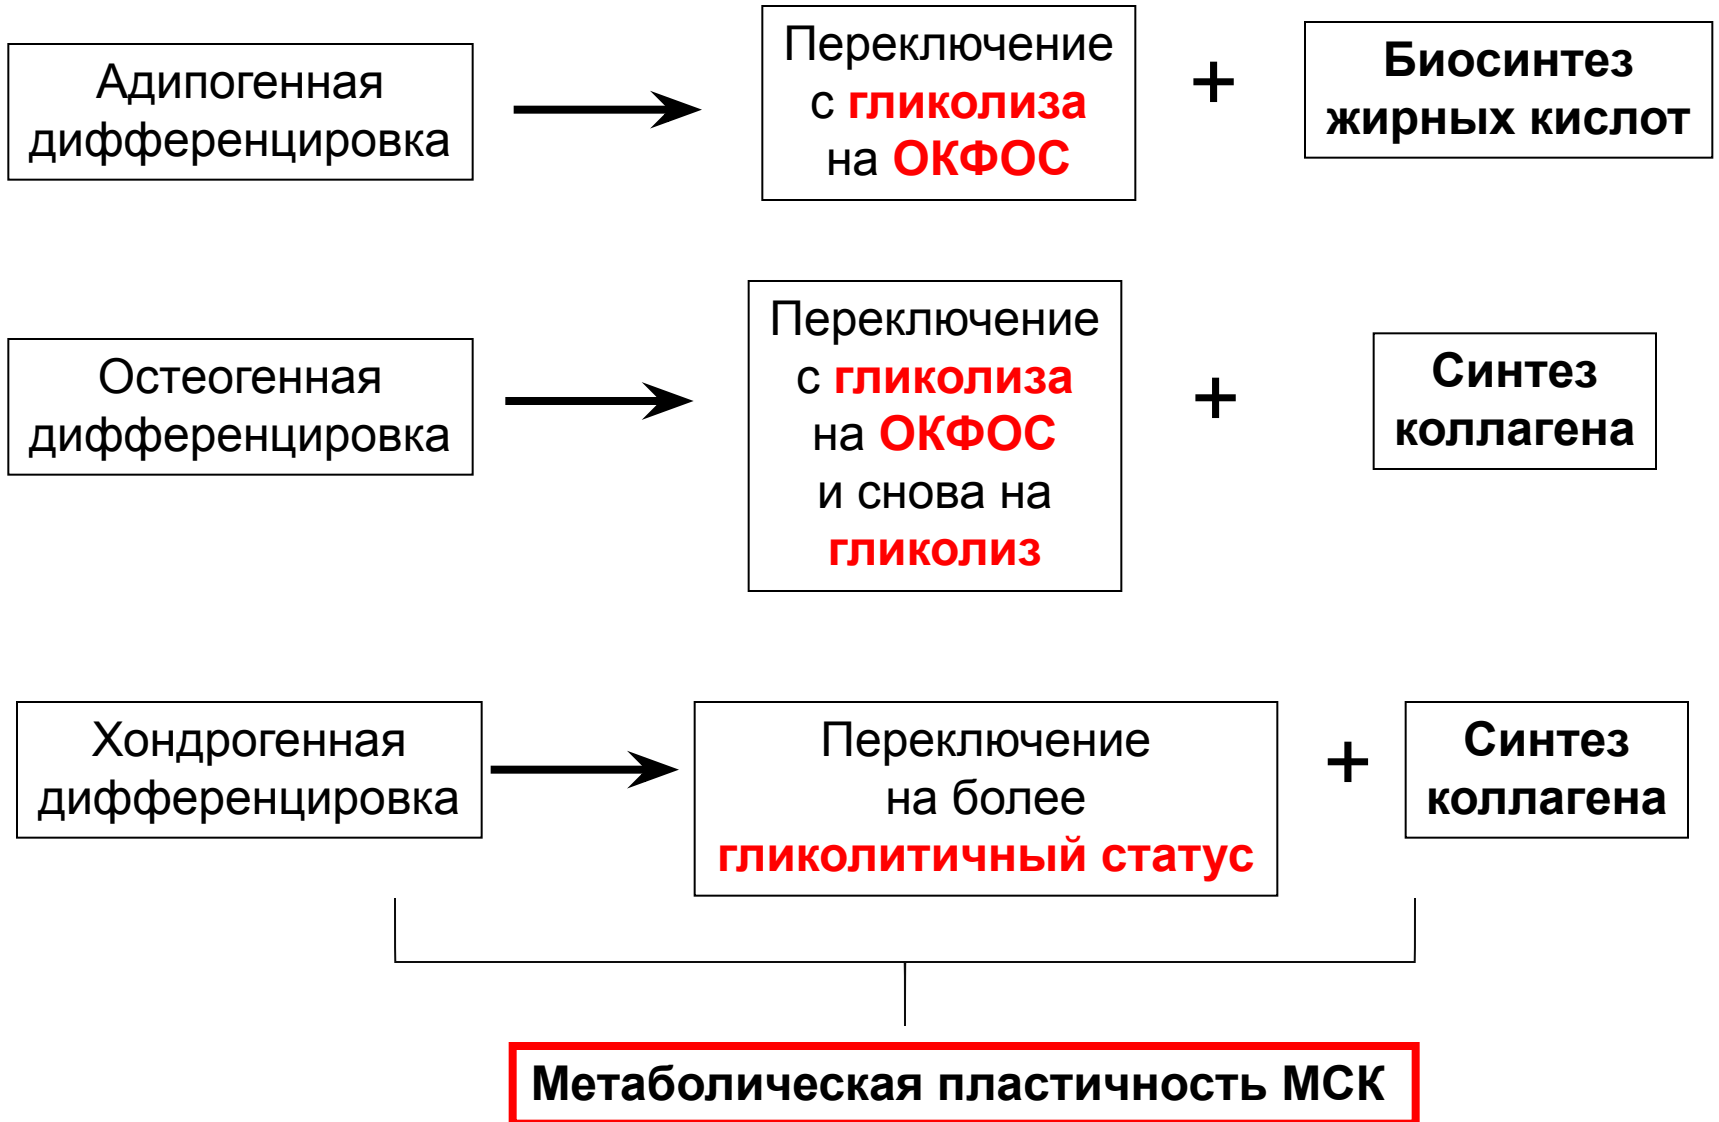 Адипогенная
дифференцировка
Переключение
с гликолиза
на ОКФОС
+
Биосинтез
жирных кислот
Остеогенная
дифференцировка
Переключение
с гликолиза
на ОКФОС
и снова на
гликолиз
+
Синтез
коллагена
Хондрогенная
дифференцировка
Переключение
на более
гликолитичный статус
+
Синтез
коллагена
Метаболическая пластичность МСК